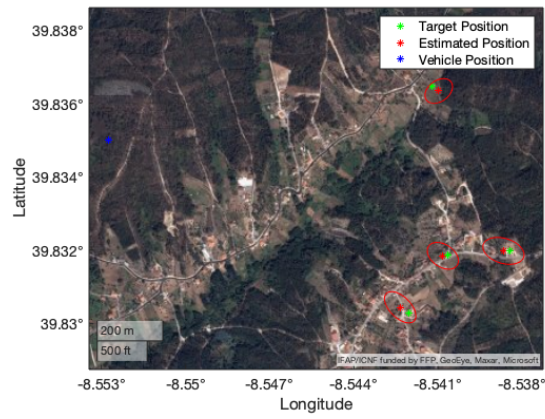 Target Position
Estimated Position
Vehicle Position
39.838°
39.836°
39.834°
39.832°
39.83°
Latitude
200 m
500 ft
IFAP/ICNF funded by FFP, GeoEye, Maxar, Microsoft
-8.553° -8.55° -8.547° -8.544° -8.541° -8.538°
Longitude